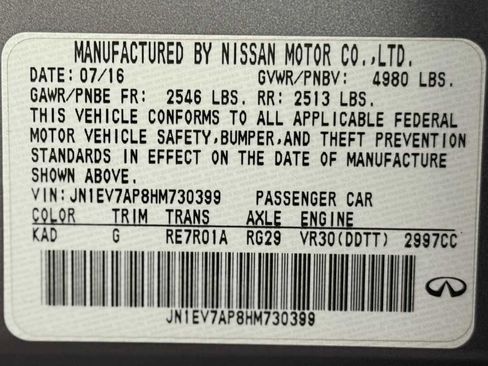 MANUFACTURED BY NISSAN MOTOR CO.,LTD.
DATE: 07/16 GVWR/PNBV: 4980 LBS.
GAWR/PNBE FR: 2546 LBS. RR: 2513 LBS.
THIS VEHICLE CONFORMS TO ALL APPLICABLE FEDERAL
MOTOR VEHICLE SAFETY,BUMPER,AND THEFT PREVENTION
STANDARDS IN EFFECT ON THE DATE OF MANUFACTURE
SHOWN ABOVE.
VIN:JN1EV7AP8HM730399 PASSENGER CAR
COLOR TRIM TRANS AXLE ENGINE
KAD G RE7R01A RG29 VR30(DDTT) 2997CC
JN1EV7AP8HM730399